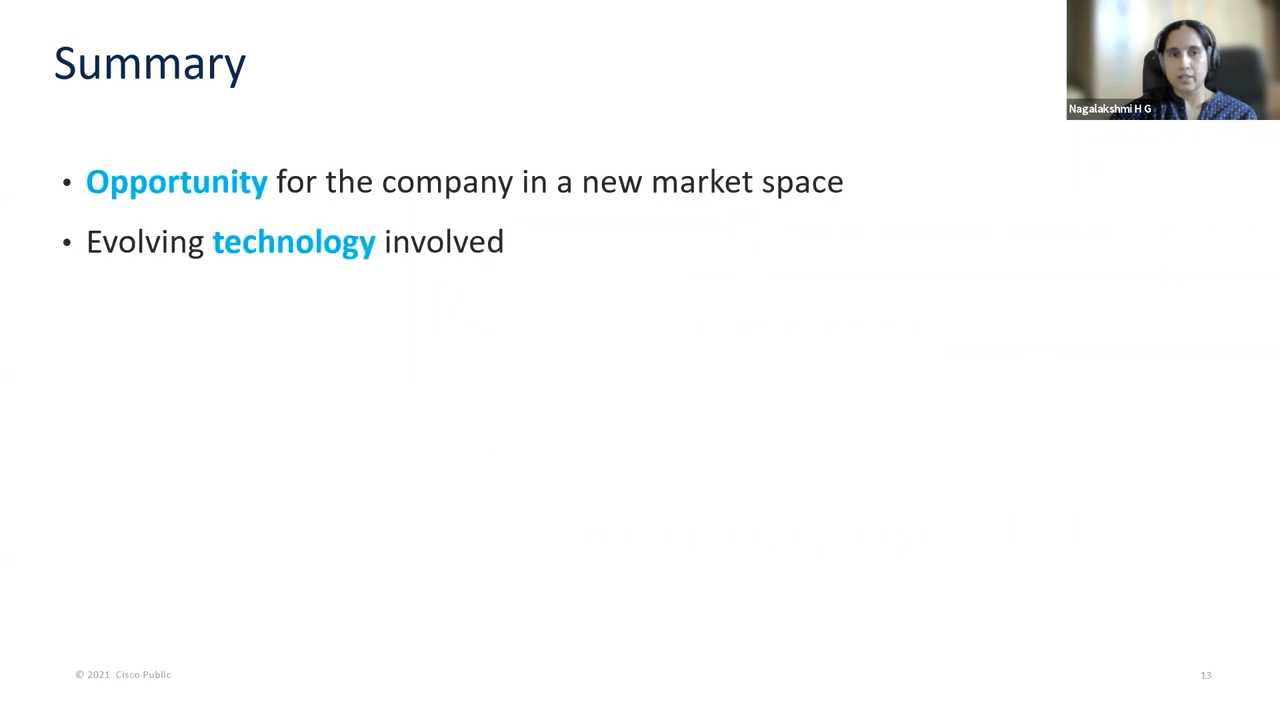 Summary
Nagalakshmi H G
• Opportunity for the company in a new market space
• Evolving technology involved
© 2021 Cisco Public
13